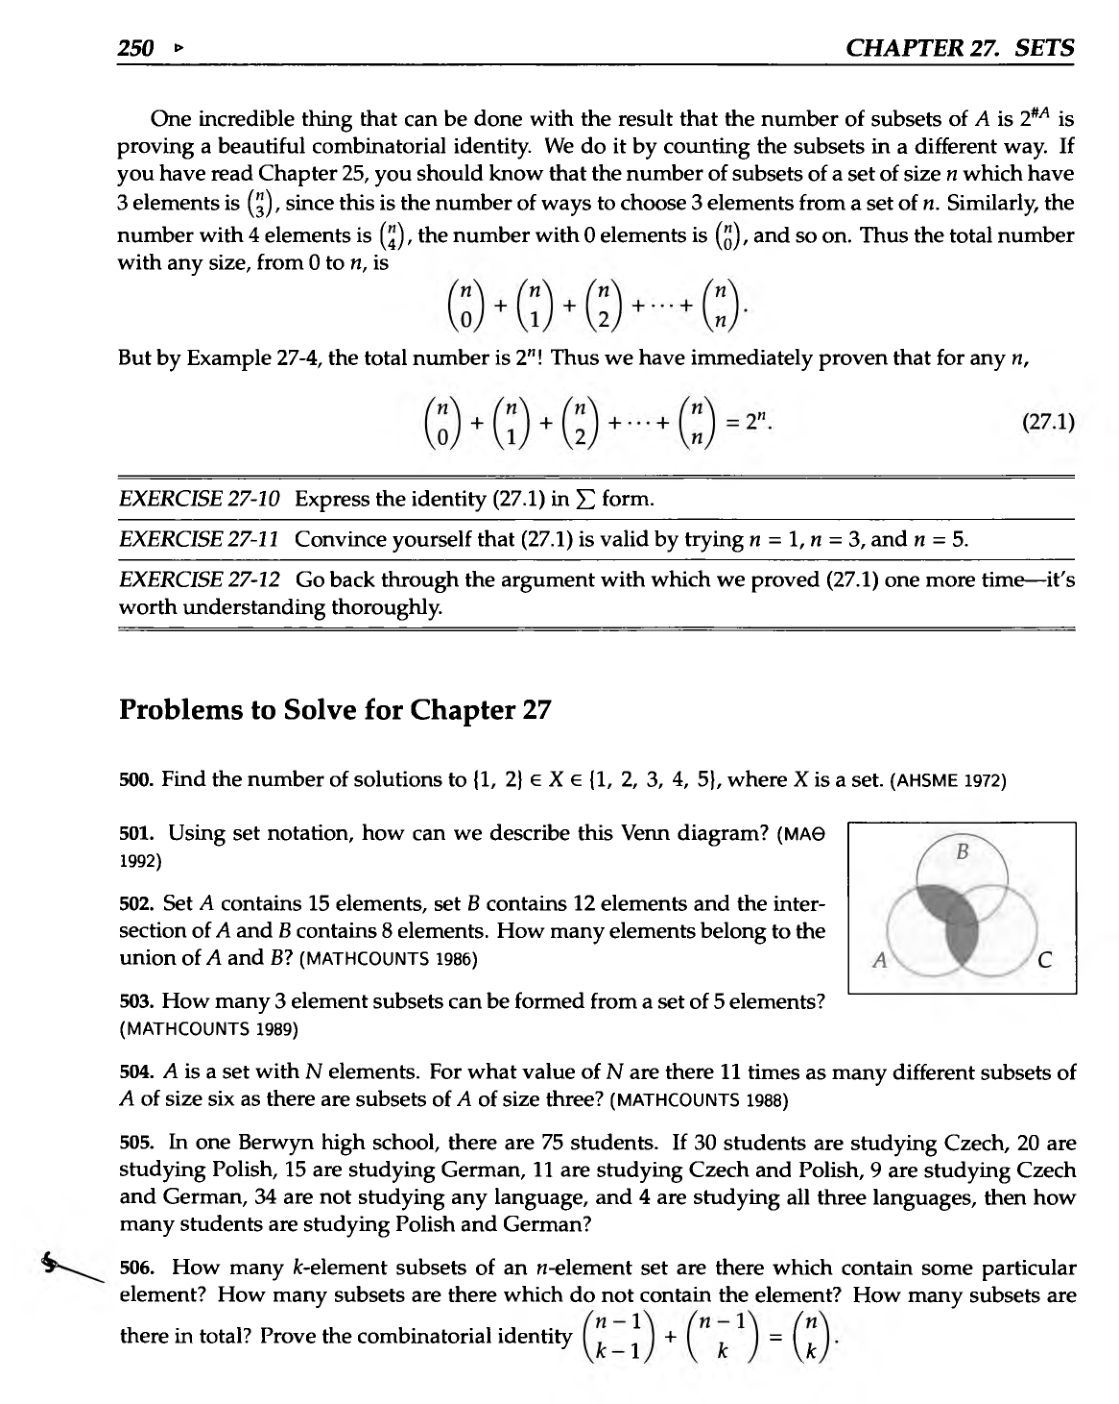 250 ▹ CHAPTER 27. SETS
One incredible thing that can be done with the result that the number of subsets of A is 2^{#A} is
proving a beautiful combinatorial identity. We do it by counting the subsets in a different way. If
you have read Chapter 25, you should know that the number of subsets of a set of size n which have
3 elements is \binom{n}{3}, since this is the number of ways to choose 3 elements from a set of n. Similarly, the
number with 4 elements is \binom{n}{4}, the number with 0 elements is \binom{n}{0}, and so on. Thus the total number
with any size, from 0 to n, is
\binom{n}{0} + \binom{n}{1} + \binom{n}{2} + ··· + \binom{n}{n}.
But by Example 27-4, the total number is 2^n! Thus we have immediately proven that for any n,
\binom{n}{0} + \binom{n}{1} + \binom{n}{2} + ··· + \binom{n}{n} = 2^n. (27.1)
EXERCISE 27-10 Express the identity (27.1) in ∑ form.
EXERCISE 27-11 Convince yourself that (27.1) is valid by trying n = 1, n = 3, and n = 5.
EXERCISE 27-12 Go back through the argument with which we proved (27.1) one more time—it's
worth understanding thoroughly.
Problems to Solve for Chapter 27
500. Find the number of solutions to {1, 2} ∈ X ∈ {1, 2, 3, 4, 5}, where X is a set. (AHSME 1972)
501. Using set notation, how can we describe this Venn diagram? (MAΘ
1992)
502. Set A contains 15 elements, set B contains 12 elements and the inter-
section of A and B contains 8 elements. How many elements belong to the
union of A and B? (MATHCOUNTS 1986)
503. How many 3 element subsets can be formed from a set of 5 elements?
(MATHCOUNTS 1989)
B
A
C
504. A is a set with N elements. For what value of N are there 11 times as many different subsets of
A of size six as there are subsets of A of size three? (MATHCOUNTS 1988)
505. In one Berwyn high school, there are 75 students. If 30 students are studying Czech, 20 are
studying Polish, 15 are studying German, 11 are studying Czech and Polish, 9 are studying Czech
and German, 34 are not studying any language, and 4 are studying all three languages, then how
many students are studying Polish and German?
506. How many k-element subsets of an n-element set are there which contain some particular
element? How many subsets are there which do not contain the element? How many subsets are
there in total? Prove the combinatorial identity \binom{n-1}{k-1} + \binom{n-1}{k} = \binom{n}{k}.